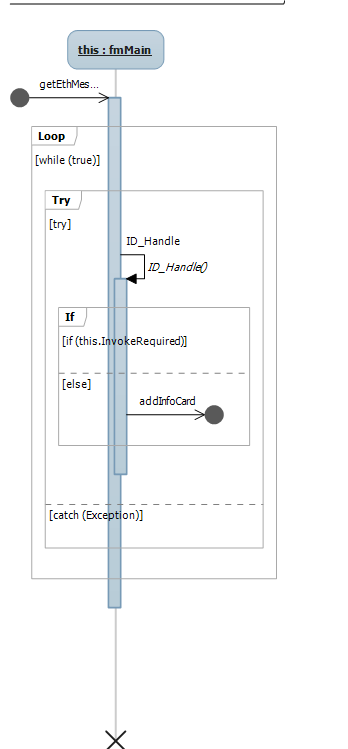 this : fmMain
getEthMes...
Loop
[while (true)]
Try
[try]
ID_Handle
ID_Handle()
If
[if (this.InvokeRequired)]
[else]
addInfoCard
[catch (Exception)]